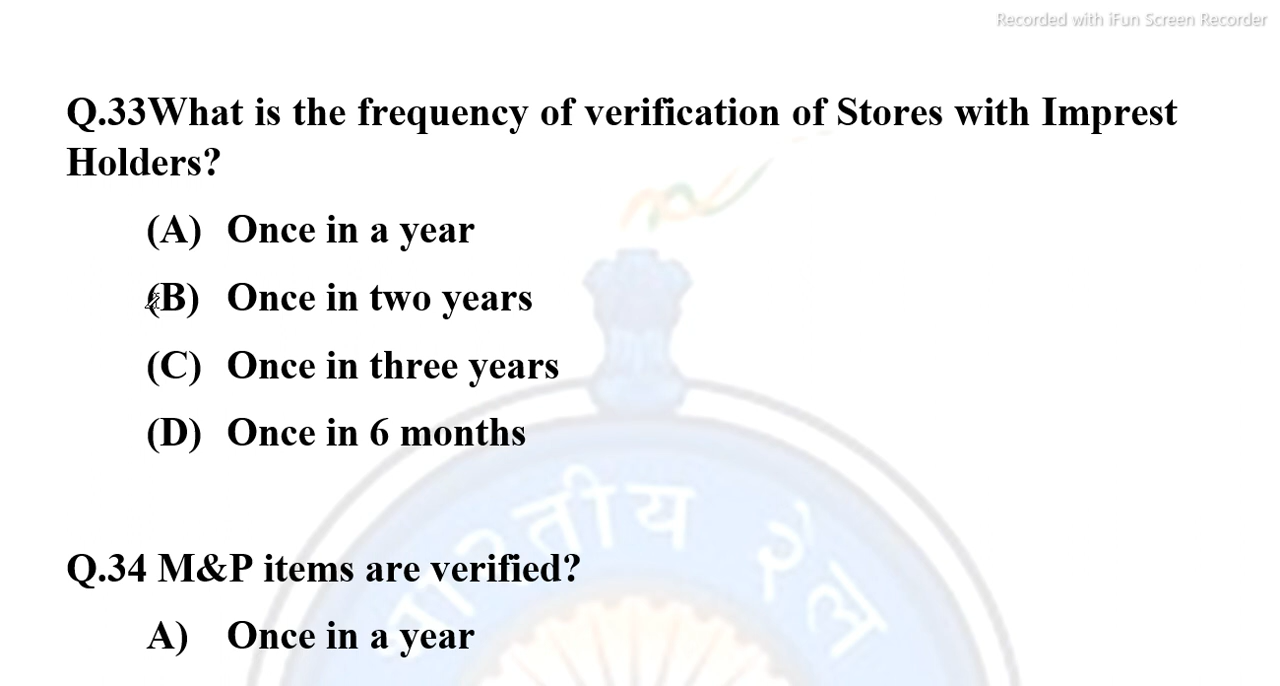 Recorded with iFun Screen Recorder
Q.33What is the frequency of verification of Stores with Imprest
Holders?
(A) Once in a year
(B) Once in two years
(C) Once in three years
(D) Once in 6 months
भारतीय रेल
Q.34 M&P items are verified?
A) Once in a year